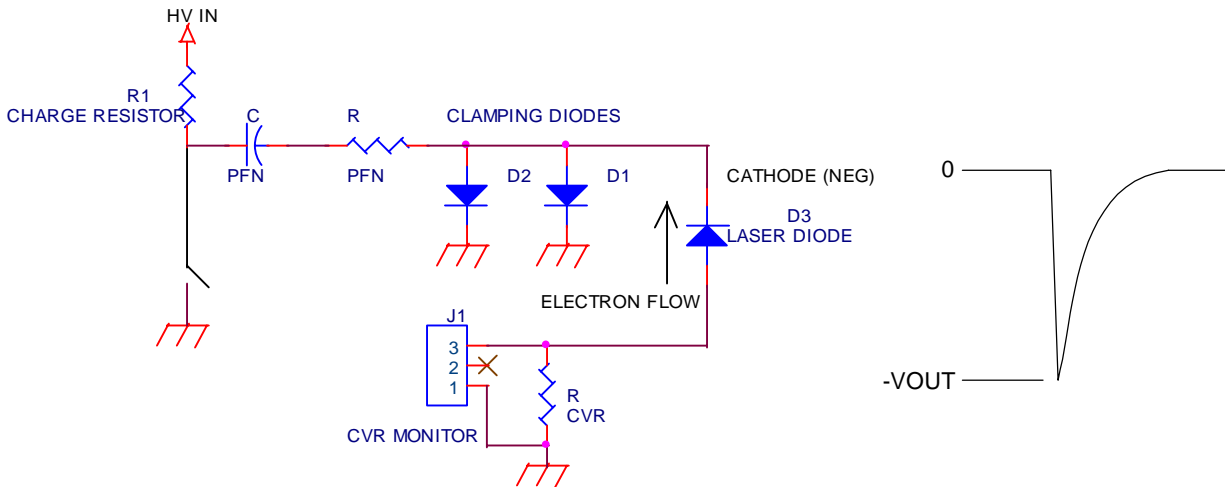 HV IN
R1
CHARGE RESISTOR
C
PFN
R
PFN
CLAMPING DIODES
D2
D1
CATHODE (NEG)
D3
LASER DIODE
ELECTRON FLOW
J1
3
2
1
R
CVR
CVR MONITOR
0
-VOUT